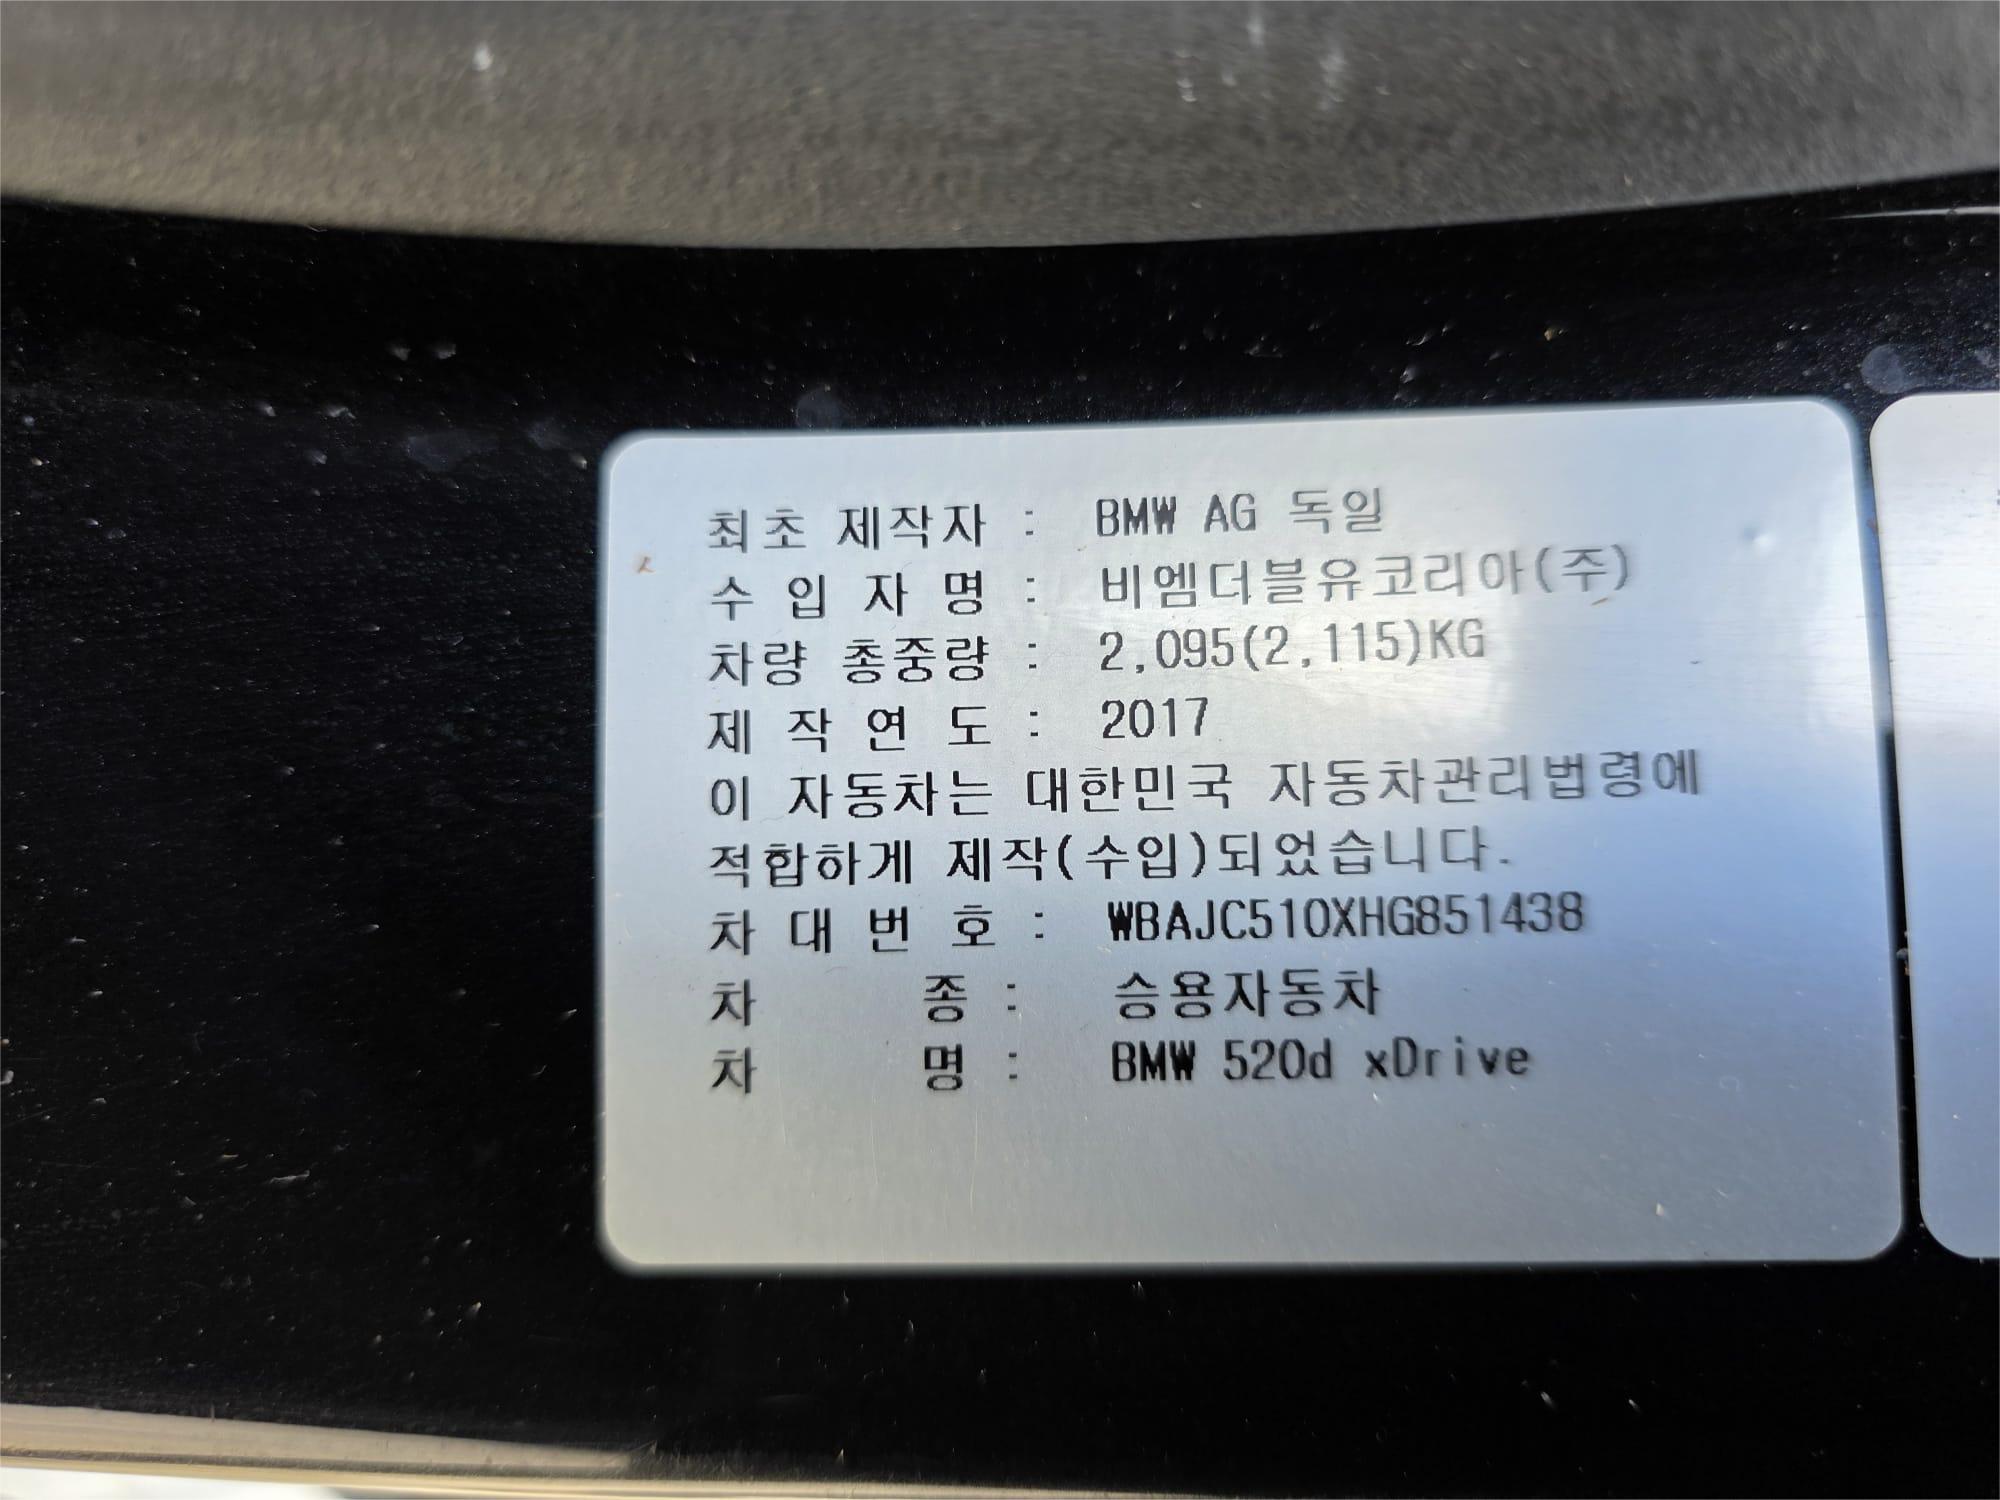 최초 제작자 : BMW AG 독일
수 입 자 명 : 비엠더블유코리아(주)
차량 총중량 : 2,095(2,115)KG
제 작 연 도 : 2017
이 자동차는 대한민국 자동차관리법령에
적합하게 제작(수입)되었습니다.
차 대 번 호 : WBAJC510XHG851438
차 종 : 승용자동차
차 명 : BMW 520d xDrive